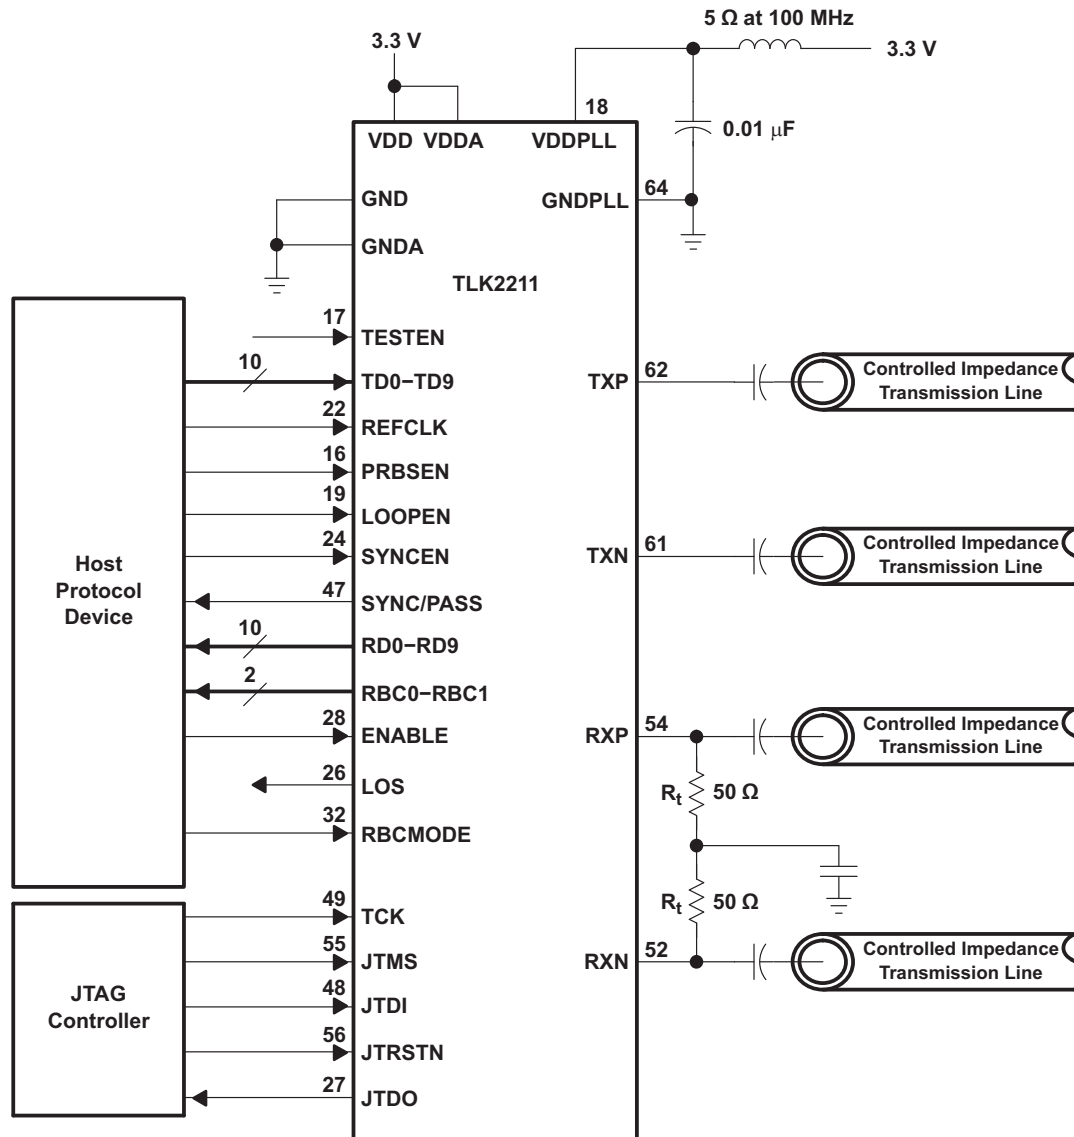 5 Ω at 100 MHz
3.3 V
3.3 V
18
0.01 μF
VDD VDDA VDDPLL
GND
GNDPLL
64
GNDA
TLK2211
17
TESTEN
10
TD0−TD9
TXP
62
Controlled Impedance
Transmission Line
22
REFCLK
16
PRBSEN
19
LOOPEN
24
SYNCEN
TXN
61
Controlled Impedance
Transmission Line
Host
Protocol
Device
47
SYNC/PASS
10
RD0−RD9
2
RBC0−RBC1
28
ENABLE
RXP
54
Controlled Impedance
Transmission Line
26
LOS
Rt
50 Ω
32
RBCMODE
Rt
50 Ω
49
TCK
55
JTMS
RXN
52
Controlled Impedance
Transmission Line
JTAG
Controller
48
JTDI
56
JTRSTN
27
JTDO